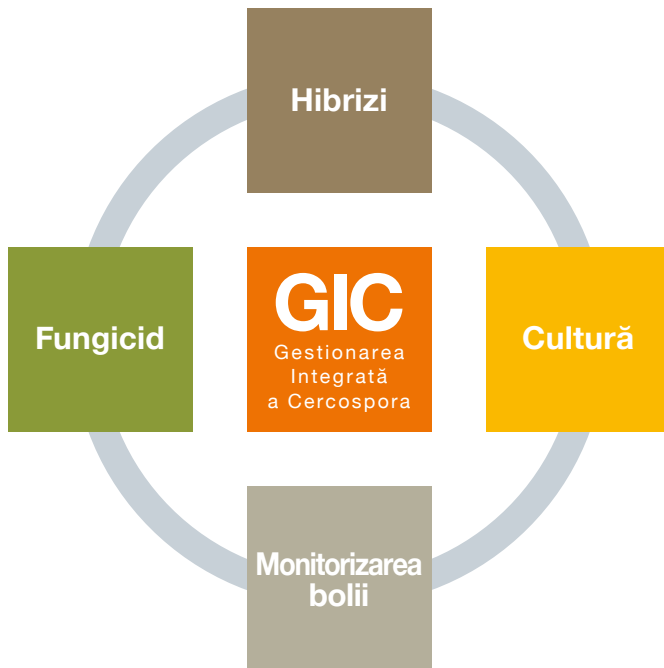 Hibrizi
Fungicid
GIC
Gestionarea
Integrată
a Cercospora
Cultură
Monitorizarea
bolii